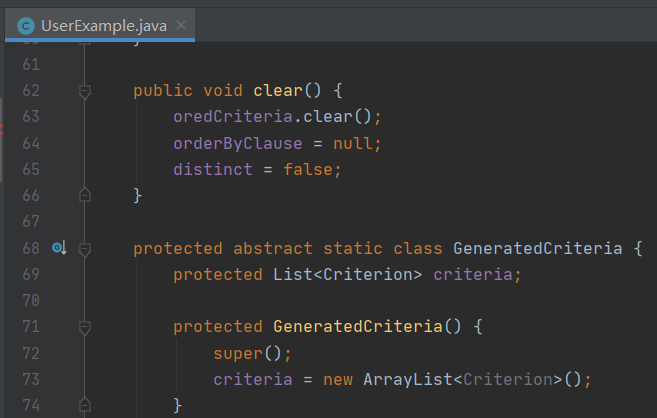 UserExample.java
61
62 public void clear() {
63 oredCriteria.clear();
64 orderByClause = null;
65 distinct = false;
66 }
67
68 protected abstract static class GeneratedCriteria {
69 protected List<Criterion> criteria;
70
71 protected GeneratedCriteria() {
72 super();
73 criteria = new ArrayList<Criterion>();
74 }